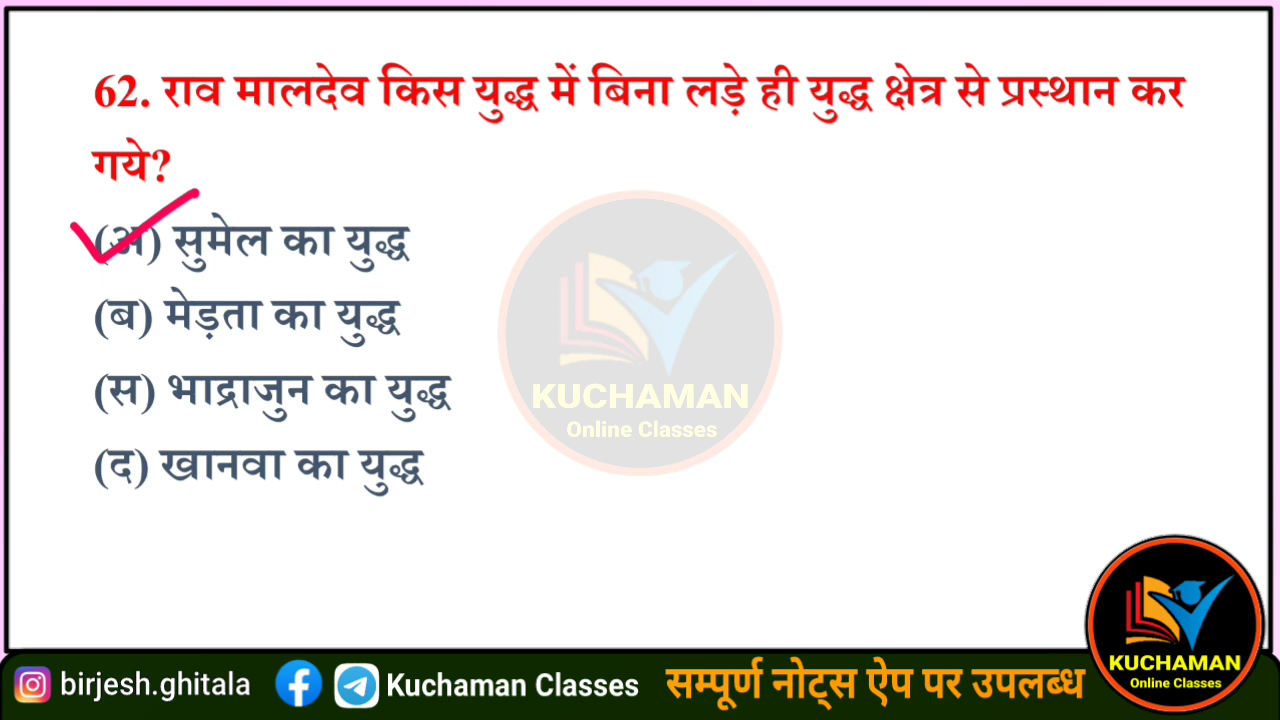 62. राव मालदेव किस युद्ध में बिना लड़े ही युद्ध क्षेत्र से प्रस्थान कर
गये?
(अ) सुमेल का युद्ध
(ब) मेड़ता का युद्ध
(स) भाद्राजुन का युद्ध
(द) खानवा का युद्ध
KUCHAMAN
Online Classes
KUCHAMAN
Online Classes
birjesh.ghitala Kuchaman Classes सम्पूर्ण नोट्स ऐप पर उपलब्ध